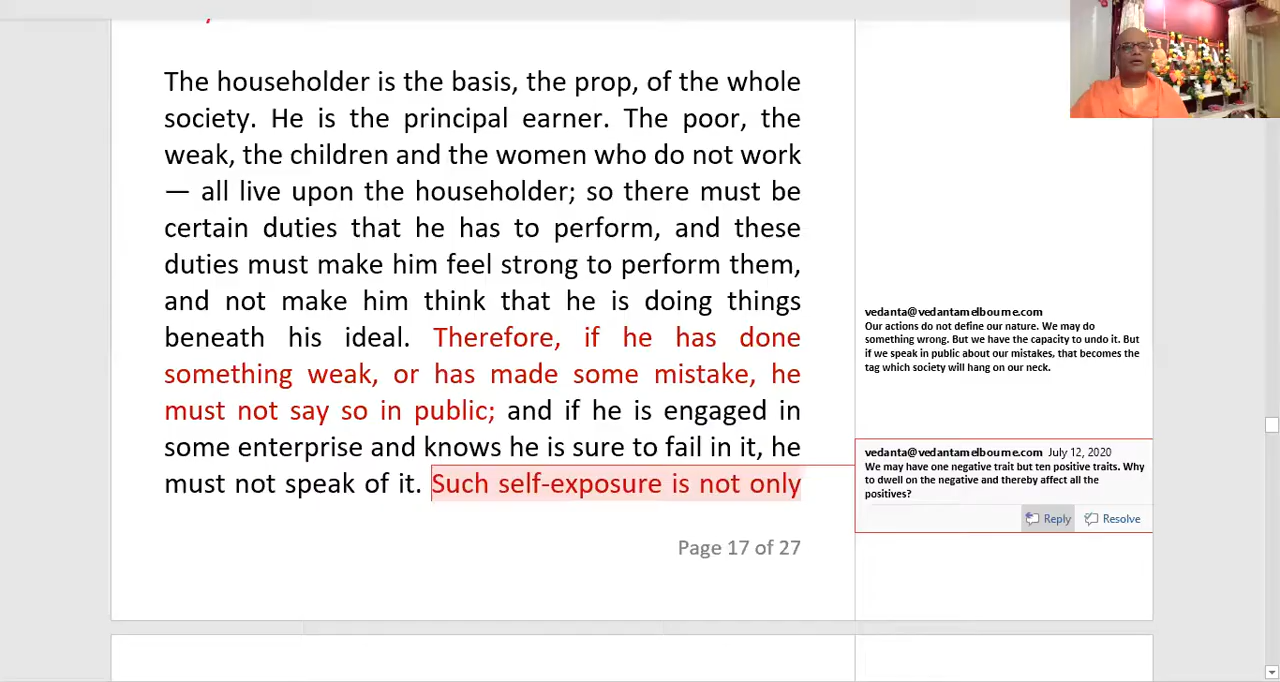 The householder is the basis, the prop, of the whole
society. He is the principal earner. The poor, the
weak, the children and the women who do not work
— all live upon the householder; so there must be
certain duties that he has to perform, and these
duties must make him feel strong to perform them,
and not make him think that he is doing things
beneath his ideal. Therefore, if he has done
something weak, or has made some mistake, he
must not say so in public; and if he is engaged in
some enterprise and knows he is sure to fail in it, he
must not speak of it. Such self-exposure is not only
Page 17 of 27
vedanta@vedantamelbourne.com
Our actions do not define our nature. We may do
something wrong. But we have the capacity to undo it. But
if we speak in public about our mistakes, that becomes the
tag which society will hang on our neck.
vedanta@vedantamelbourne.com July 12, 2020
We may have one negative trait but ten positive traits. Why
to dwell on the negative and thereby affect all the
positives?
Reply Resolve